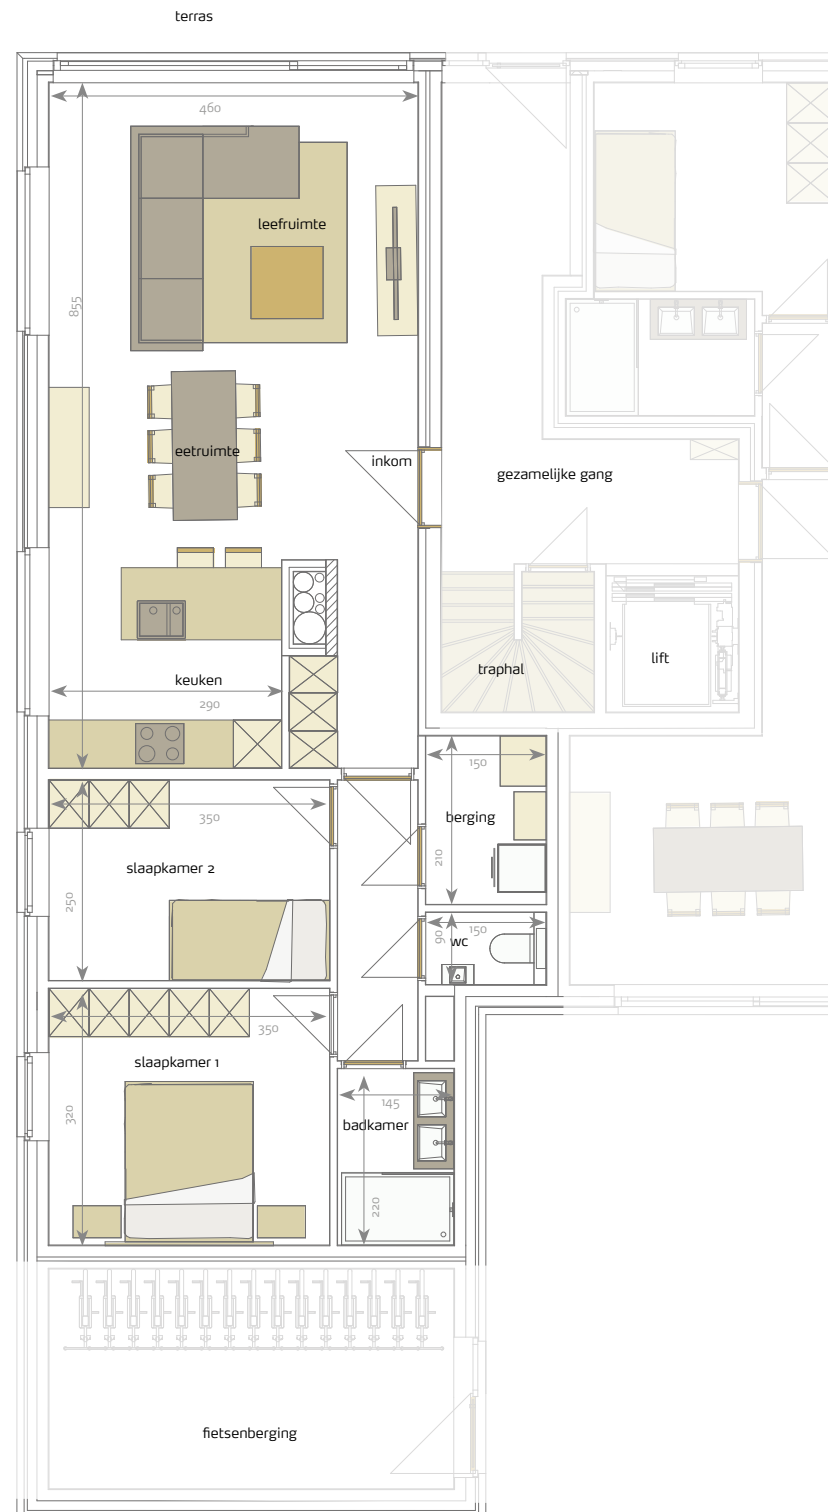 terras
460
leefruimte
855
eetruimte
inkom
gezamelijke gang
keuken
290
traphal
lift
150
350
berging
210
slaapkamer 2
250
90
150
wc
350
slaapkamer 1
320
145
badkamer
220
fietsenberging